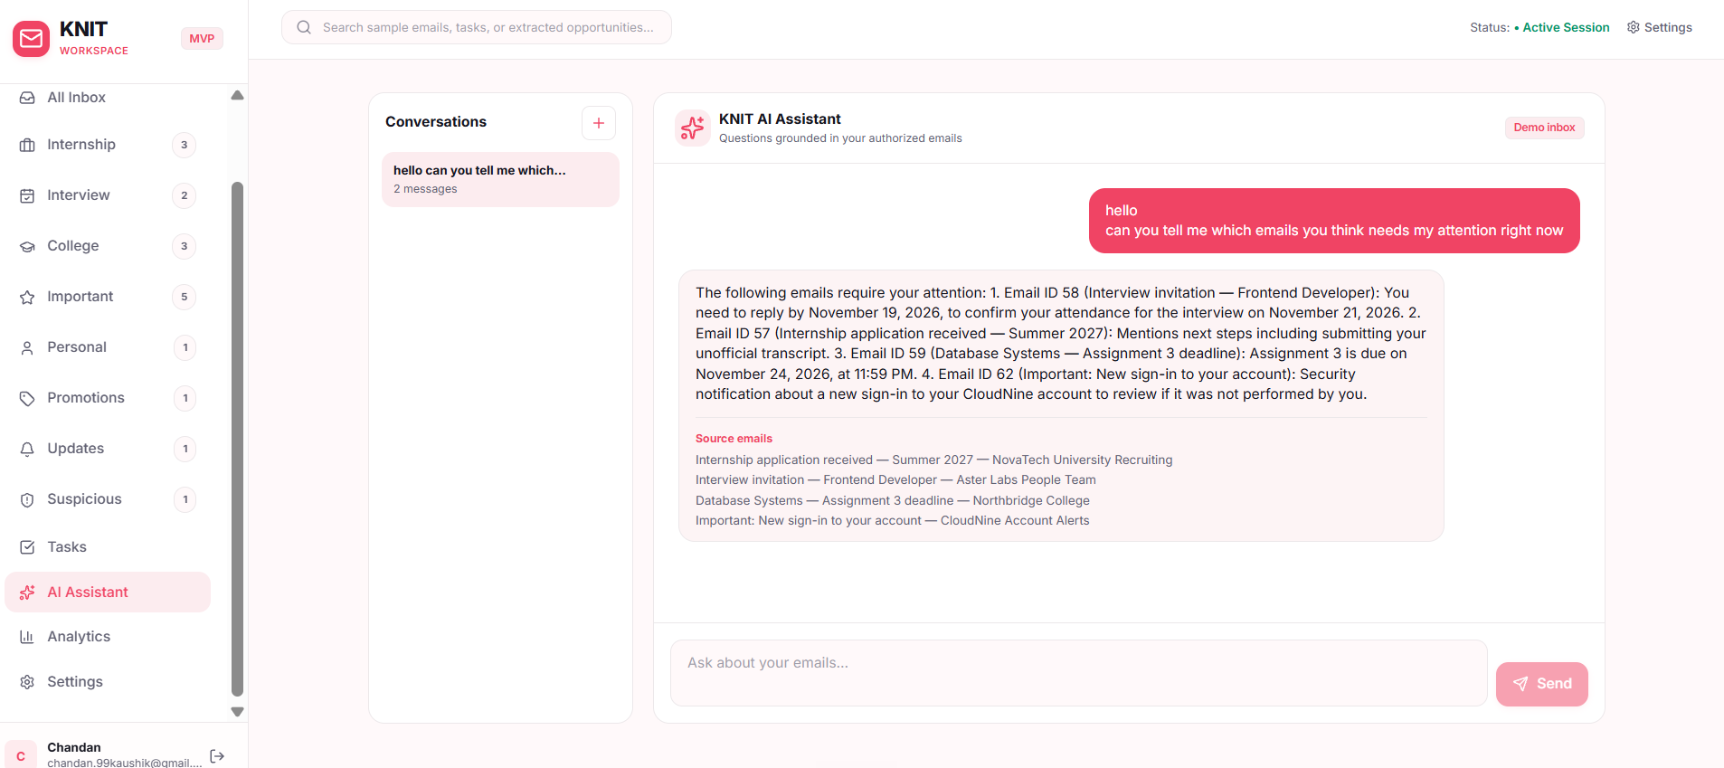 KNIT
WORKSPACE
MVP
All Inbox
Internship 3
Interview 2
College 3
Important 5
Personal 1
Promotions 1
Updates 1
Suspicious 1
Tasks
AI Assistant
Analytics
Settings
C
Chandan
chandan.99kaushik@gmail....
Search sample emails, tasks, or extracted opportunities...
Status: • Active Session
Settings
Conversations
+
hello can you tell me which...
2 messages
KNIT AI Assistant
Questions grounded in your authorized emails
Demo inbox
hello
can you tell me which emails you think needs my attention right now
The following emails require your attention: 1. Email ID 58 (Interview invitation — Frontend Developer): You
need to reply by November 19, 2026, to confirm your attendance for the interview on November 21, 2026. 2.
Email ID 57 (Internship application received — Summer 2027): Mentions next steps including submitting your
unofficial transcript. 3. Email ID 59 (Database Systems — Assignment 3 deadline): Assignment 3 is due on
November 24, 2026, at 11:59 PM. 4. Email ID 62 (Important: New sign-in to your account): Security
notification about a new sign-in to your CloudNine account to review if it was not performed by you.
Source emails
Internship application received — Summer 2027 — NovaTech University Recruiting
Interview invitation — Frontend Developer — Aster Labs People Team
Database Systems — Assignment 3 deadline — Northbridge College
Important: New sign-in to your account — CloudNine Account Alerts
Ask about your emails...
Send